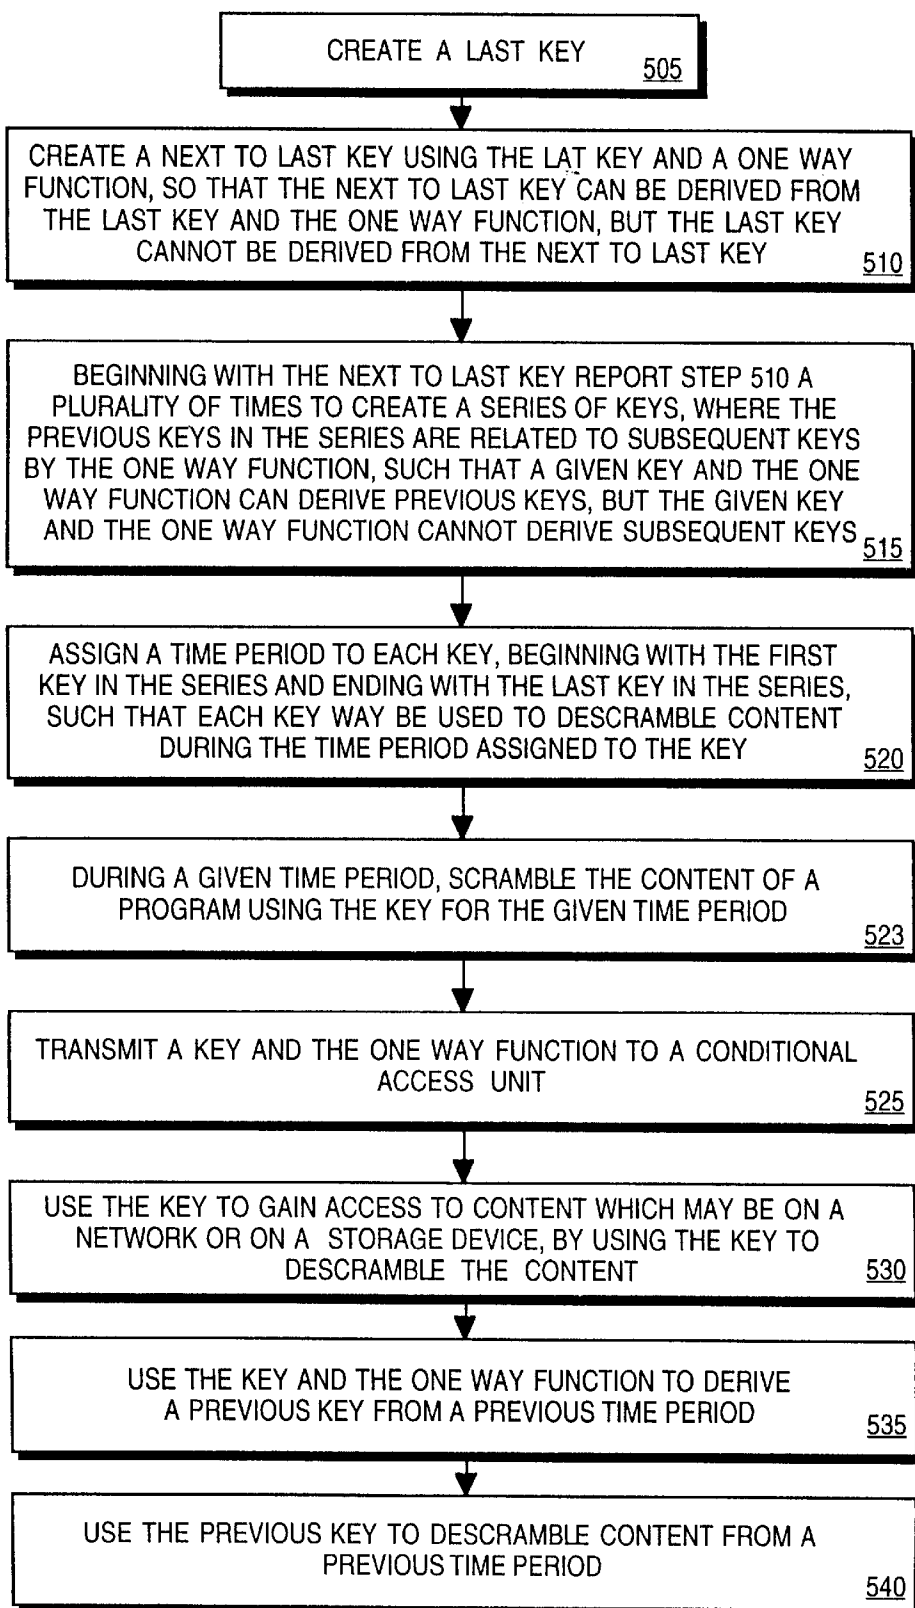 CREATE A LAST KEY
505
CREATE A NEXT TO LAST KEY USING THE LAT KEY AND A ONE WAY
FUNCTION, SO THAT THE NEXT TO LAST KEY CAN BE DERIVED FROM
THE LAST KEY AND THE ONE WAY FUNCTION, BUT THE LAST KEY
CANNOT BE DERIVED FROM THE NEXT TO LAST KEY
510
BEGINNING WITH THE NEXT TO LAST KEY REPORT STEP 510 A
PLURALITY OF TIMES TO CREATE A SERIES OF KEYS, WHERE THE
PREVIOUS KEYS IN THE SERIES ARE RELATED TO SUBSEQUENT KEYS
BY THE ONE WAY FUNCTION, SUCH THAT A GIVEN KEY AND THE ONE
WAY FUNCTION CAN DERIVE PREVIOUS KEYS, BUT THE GIVEN KEY
AND THE ONE WAY FUNCTION CANNOT DERIVE SUBSEQUENT KEYS
515
ASSIGN A TIME PERIOD TO EACH KEY, BEGINNING WITH THE FIRST
KEY IN THE SERIES AND ENDING WITH THE LAST KEY IN THE SERIES,
SUCH THAT EACH KEY WAY BE USED TO DESCRAMBLE CONTENT
DURING THE TIME PERIOD ASSIGNED TO THE KEY
520
DURING A GIVEN TIME PERIOD, SCRAMBLE THE CONTENT OF A
PROGRAM USING THE KEY FOR THE GIVEN TIME PERIOD
523
TRANSMIT A KEY AND THE ONE WAY FUNCTION TO A CONDITIONAL
ACCESS UNIT
525
USE THE KEY TO GAIN ACCESS TO CONTENT WHICH MAY BE ON A
NETWORK OR ON A STORAGE DEVICE, BY USING THE KEY TO
DESCRAMBLE THE CONTENT
530
USE THE KEY AND THE ONE WAY FUNCTION TO DERIVE
A PREVIOUS KEY FROM A PREVIOUS TIME PERIOD
535
USE THE PREVIOUS KEY TO DESCRAMBLE CONTENT FROM A
PREVIOUS TIME PERIOD
540